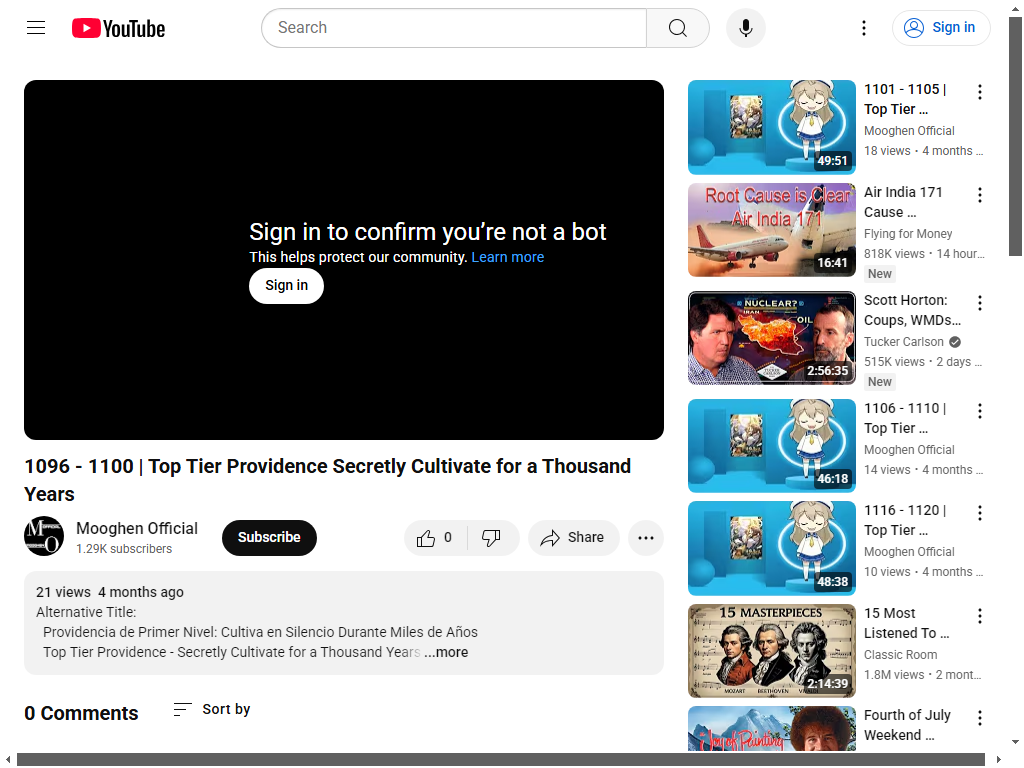 YouTube
Search
Sign in
Sign in to confirm you’re not a bot
This helps protect our community. Learn more
Sign in
1096 - 1100 | Top Tier Providence Secretly Cultivate for a Thousand
Years
Mooghen Official
1.29K subscribers
Subscribe
0
Share
21 views 4 months ago
Alternative Title:
Providencia de Primer Nivel: Cultiva en Silencio Durante Miles de Años
Top Tier Providence - Secretly Cultivate for a Thousand Years ...more
0 Comments
Sort by
49:51
1101 - 1105 |
Top Tier ...
Mooghen Official
18 views • 4 months ...
Root Cause is Clear
Air India 171
16:41
Air India 171
Cause ...
Flying for Money
818K views • 14 hour...
New
NUCLEAR?
IRAN
OIL
TUCKER CARLSON
2:56:35
Scott Horton:
Coups, WMDs...
Tucker Carlson
515K views • 2 days ...
New
46:18
1106 - 1110 |
Top Tier ...
Mooghen Official
14 views • 4 months ...
48:38
1116 - 1120 |
Top Tier ...
Mooghen Official
10 views • 4 months ...
15 MASTERPIECES
MOZART BEETHOVEN VIVALDI
2:14:39
15 Most
Listened To ...
Classic Room
1.8M views • 2 mont...
Joy of Painting
Fourth of July
Weekend ...